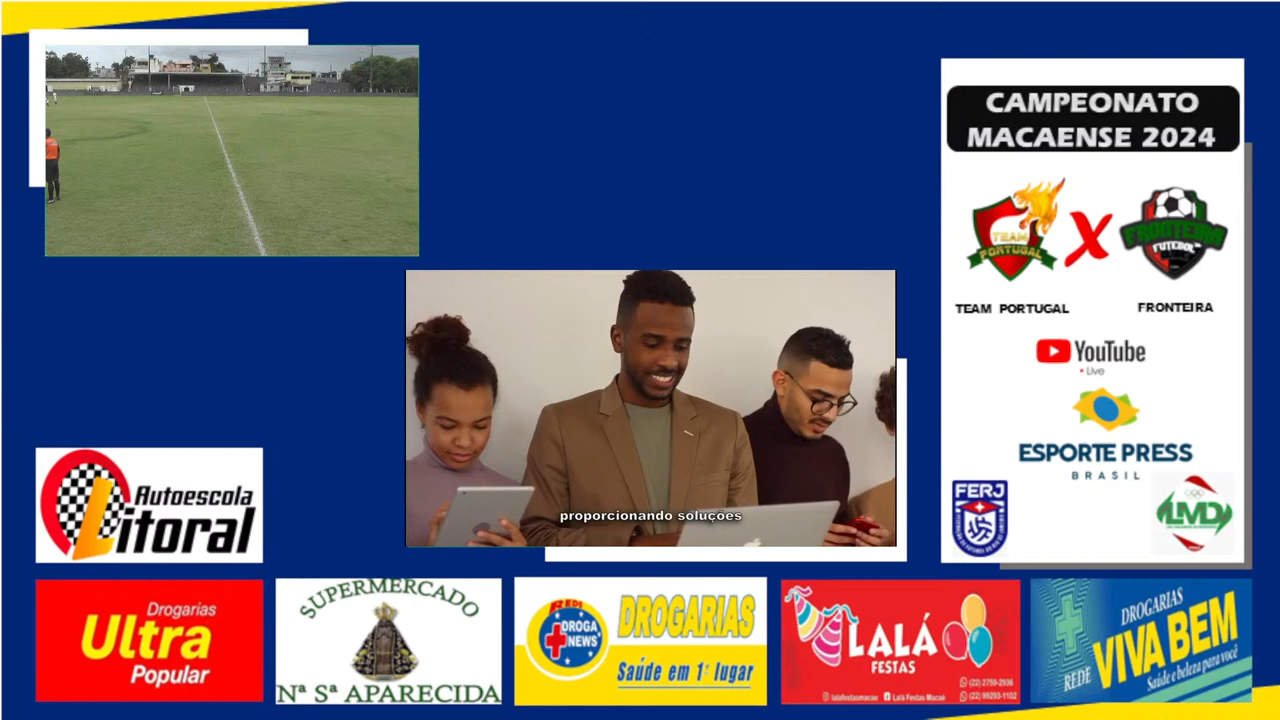 CAMPEONATO
MACAENSE 2024
TEAM
PORTUGAL
X
FRONTEIRA
FUTEBOL
TEAM PORTUGAL
FRONTEIRA
YouTube
• Live
ESPORTE PRESS
BRASIL
FERJ
LMD
proporcionando soluções
Autoescola
Litoral
Drogarias
Ultra
Popular
SUPERMERCADO
Nª Sª APARECIDA
REDI
DROGA
NEWS
DROGARIAS
Saúde em 1º lugar
LALÁ
FESTAS
lalafestasmacae
Lalá Festas Macaé
(22) 2759-2936
(22) 99293-1102
DROGARIAS
REDE
VIVA BEM
Saúde e beleza para você